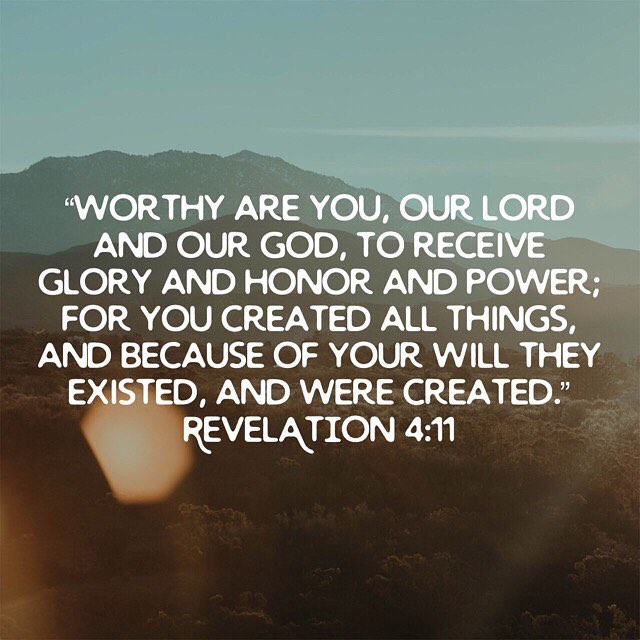 “WORTHY ARE YOU, OUR LORD
AND OUR GOD, TO RECEIVE
GLORY AND HONOR AND POWER;
FOR YOU CREATED ALL THINGS,
AND BECAUSE OF YOUR WILL THEY
EXISTED, AND WERE CREATED.”
REVELATION 4:11